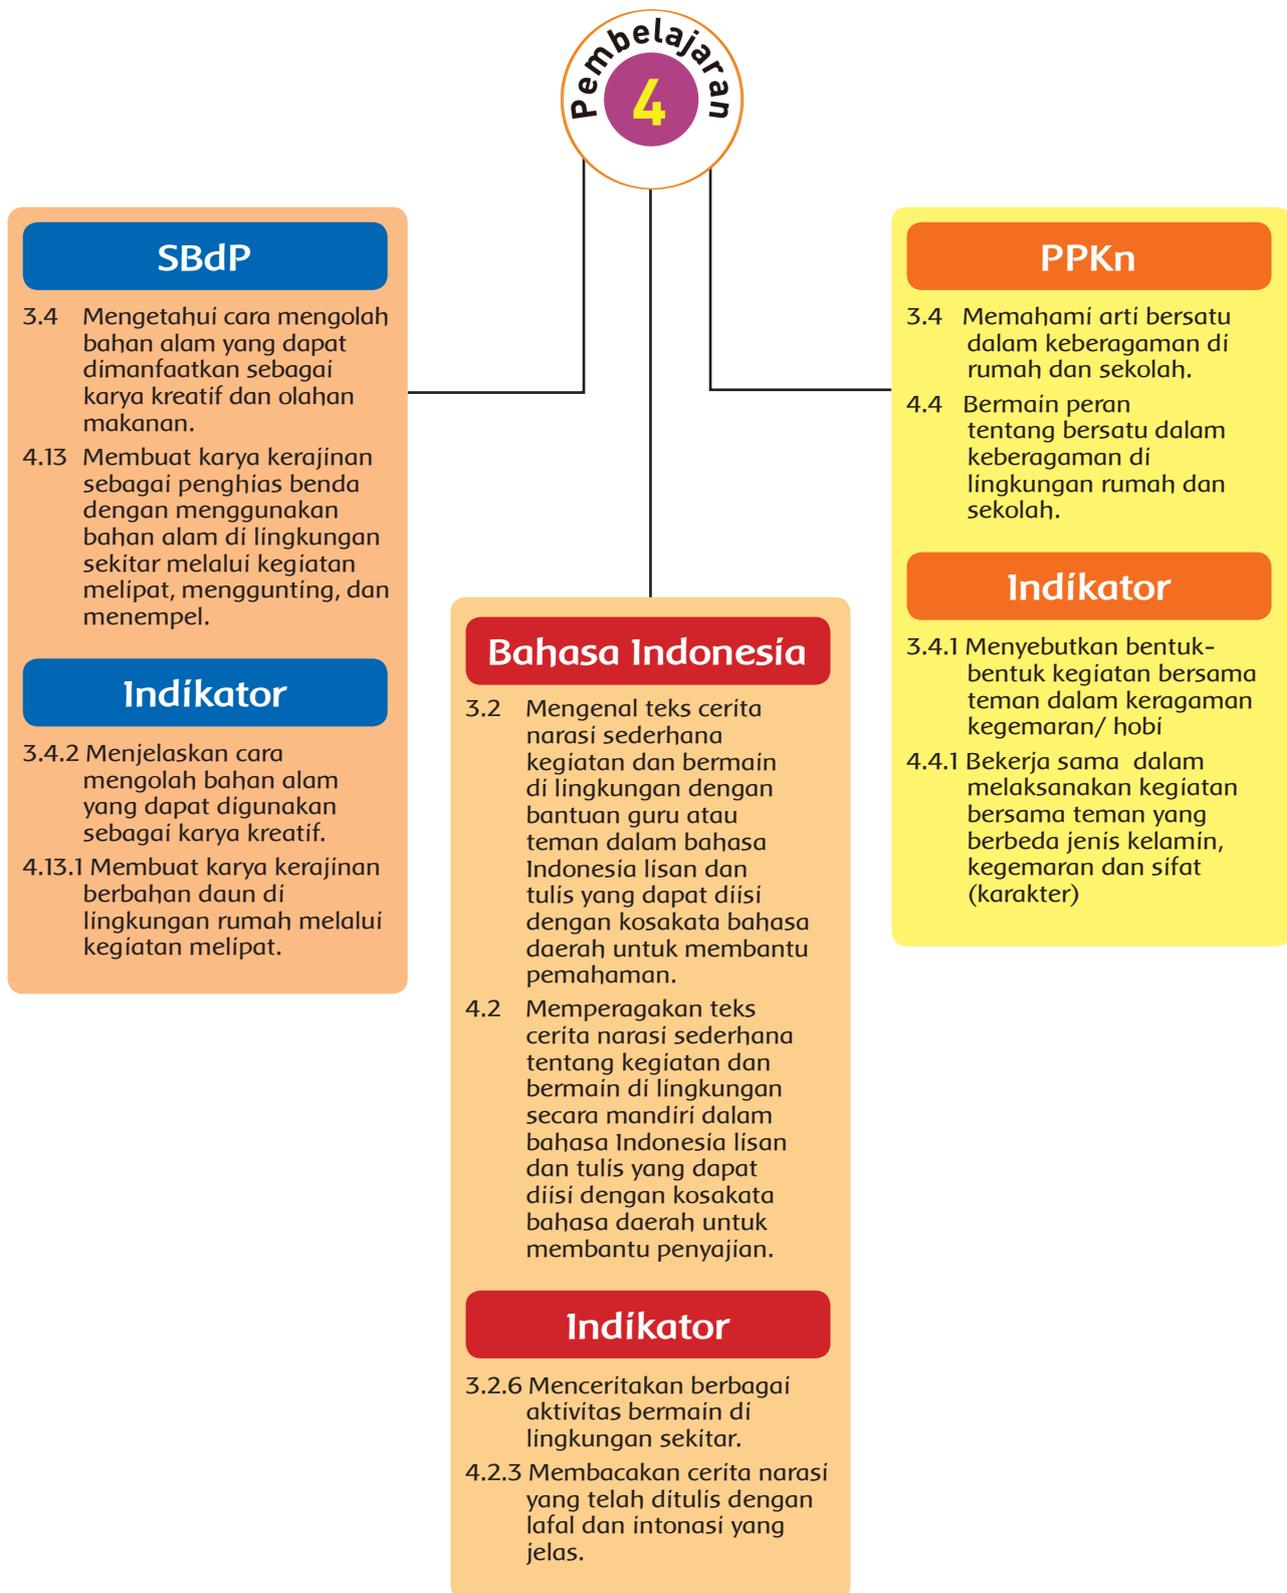 Pembelajaran
4
SBdP
3.4 Mengetahui cara mengolah
bahan alam yang dapat
dimanfaatkan sebagai
karya kreatif dan olahan
makanan.
4.13 Membuat karya kerajinan
sebagai penghias benda
dengan menggunakan
bahan alam di lingkungan
sekitar melalui kegiatan
melipat, menggunting, dan
menempel.
Indikator
3.4.2 Menjelaskan cara
mengolah bahan alam
yang dapat digunakan
sebagai karya kreatif.
4.13.1 Membuat karya kerajinan
berbahan daun di
lingkungan rumah melalui
kegiatan melipat.
Bahasa Indonesia
3.2 Mengenal teks cerita
narasi sederhana
kegiatan dan bermain
di lingkungan dengan
bantuan guru atau
teman dalam bahasa
Indonesia lisan dan
tulis yang dapat diisi
dengan kosakata bahasa
daerah untuk membantu
pemahaman.
4.2 Memperagakan teks
cerita narasi sederhana
tentang kegiatan dan
bermain di lingkungan
secara mandiri dalam
bahasa Indonesia lisan
dan tulis yang dapat
diisi dengan kosakata
bahasa daerah untuk
membantu penyajian.
Indikator
3.2.6 Menceritakan berbagai
aktivitas bermain di
lingkungan sekitar.
4.2.3 Membacakan cerita narasi
yang telah ditulis dengan
lafal dan intonasi yang
jelas.
PPKn
3.4 Memahami arti bersatu
dalam keberagaman di
rumah dan sekolah.
4.4 Bermain peran
tentang bersatu dalam
keberagaman di
lingkungan rumah dan
sekolah.
Indikator
3.4.1 Menyebutkan bentuk-
bentuk kegiatan bersama
teman dalam keragaman
kegemaran/ hobi
4.4.1 Bekerja sama dalam
melaksanakan kegiatan
bersama teman yang
berbeda jenis kelamin,
kegemaran dan sifat
(karakter)